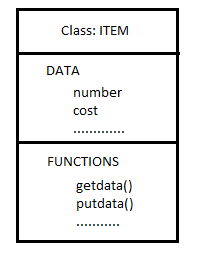 Class: ITEM
DATA
number
cost
.............
FUNCTIONS
getdata()
putdata()
...........